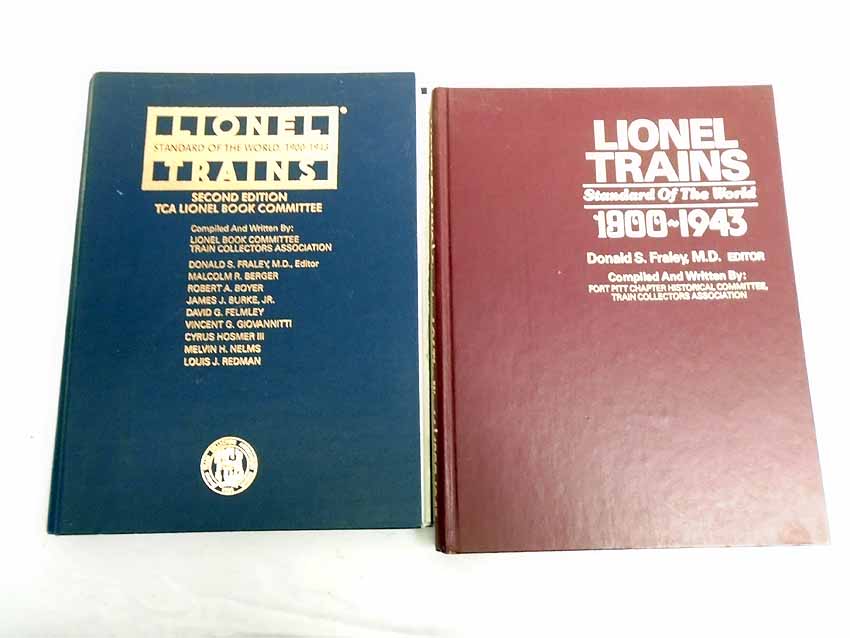 LIONEL
STANDARD OF THE WORLD, 1900-1943
TRAINS
SECOND EDITION
TCA LIONEL BOOK COMMITTEE
Compiled And Written By:
LIONEL BOOK COMMITTEE
TRAIN COLLECTORS ASSOCIATION
DONALD S. FRALEY, M.D., Editor
MALCOLM R. BERGER
ROBERT A. BOYER
JAMES J. BURKE, JR.
DAVID G. FELMLEY
VINCENT G. GIOVANNITTI
CYRUS HOSMER III
MELVIN H. NELMS
LOUIS J. REDMAN
LIONEL
TRAINS
Standard Of The World
1900~1943
Donald S. Fraley, M.D. EDITOR
Compiled And Written By:
FORT PITT CHAPTER HISTORICAL COMMITTEE,
TRAIN COLLECTORS ASSOCIATION